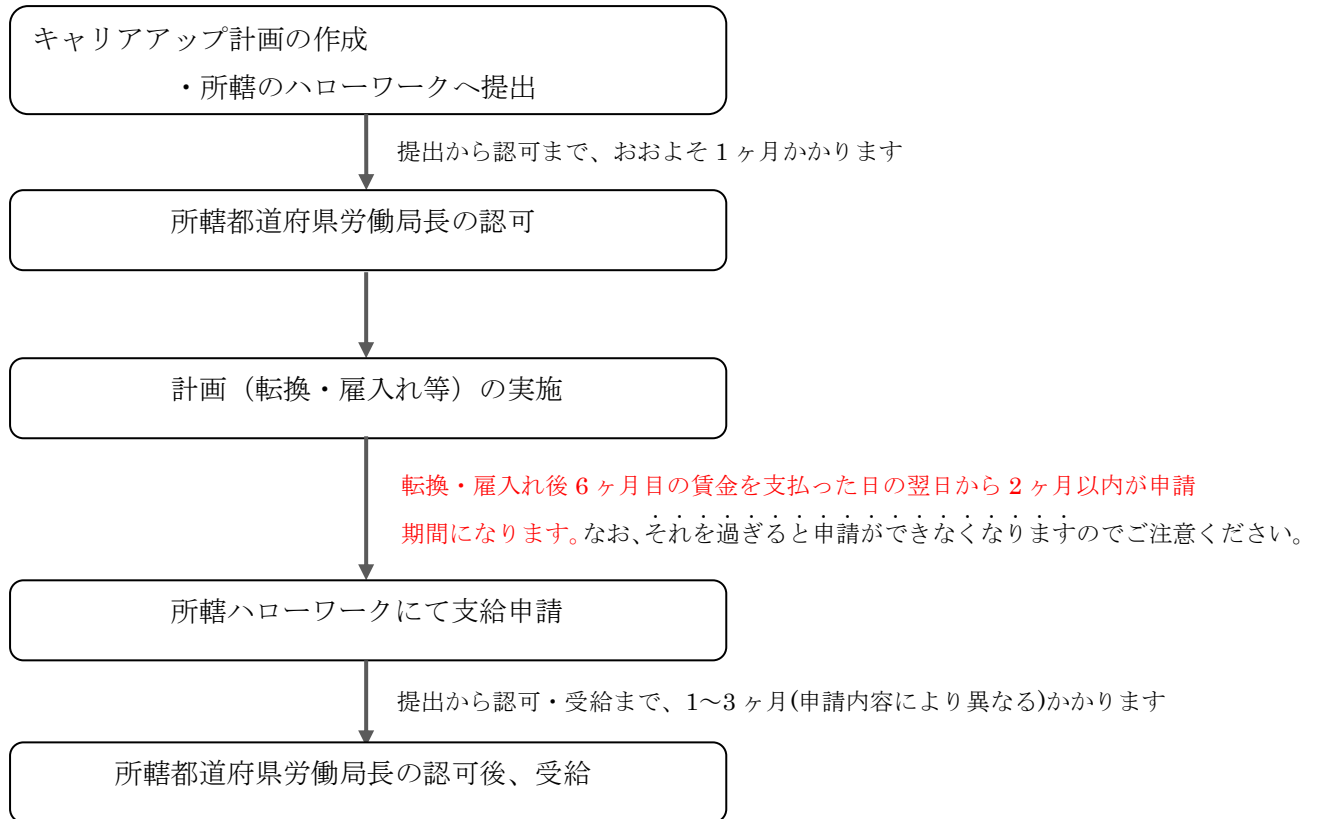 キャリアアップ計画の作成
・所轄のハローワークへ提出
提出から認可まで、おおよそ 1 ヶ月かかります
所轄都道府県労働局長の認可
計画（転換・雇入れ等）の実施
転換・雇入れ後 6 ヶ月目の賃金を支払った日の翌日から 2 ヶ月以内が申請
期間になります。なお、それを過ぎると申請ができなくなりますのでご注意ください。
所轄ハローワークにて支給申請
提出から認可・受給まで、1～3 ヶ月(申請内容により異なる)かかります
所轄都道府県労働局長の認可後、受給